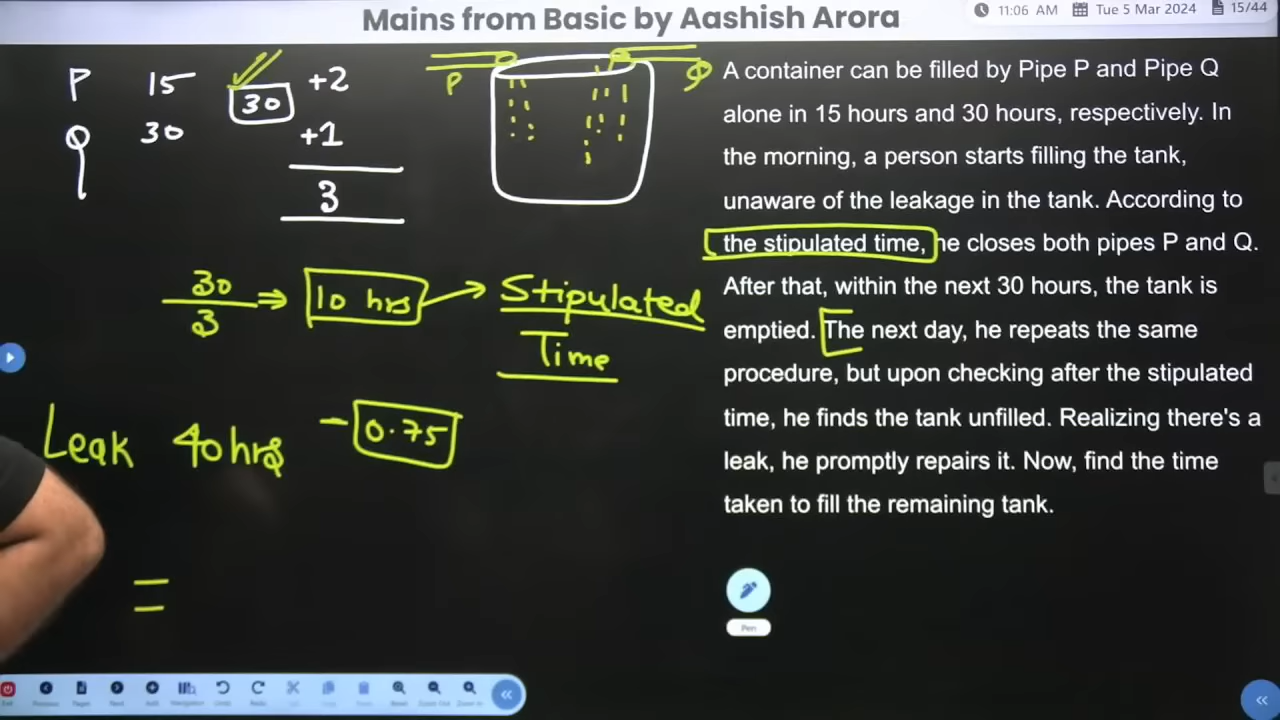 Mains from Basic by Aashish Arora
11:06 AM Tue 5 Mar 2024 15/44
P 15 30 +2
Q 30 +1
3
P
Q
30
3
⇒ 10 hrs → Stipulated
Time
Leak 40 hrs - 0.75
=
A container can be filled by Pipe P and Pipe Q
alone in 15 hours and 30 hours, respectively. In
the morning, a person starts filling the tank,
unaware of the leakage in the tank. According to
the stipulated time, he closes both pipes P and Q.
After that, within the next 30 hours, the tank is
emptied. The next day, he repeats the same
procedure, but upon checking after the stipulated
time, he finds the tank unfilled. Realizing there's a
leak, he promptly repairs it. Now, find the time
taken to fill the remaining tank.
Pen